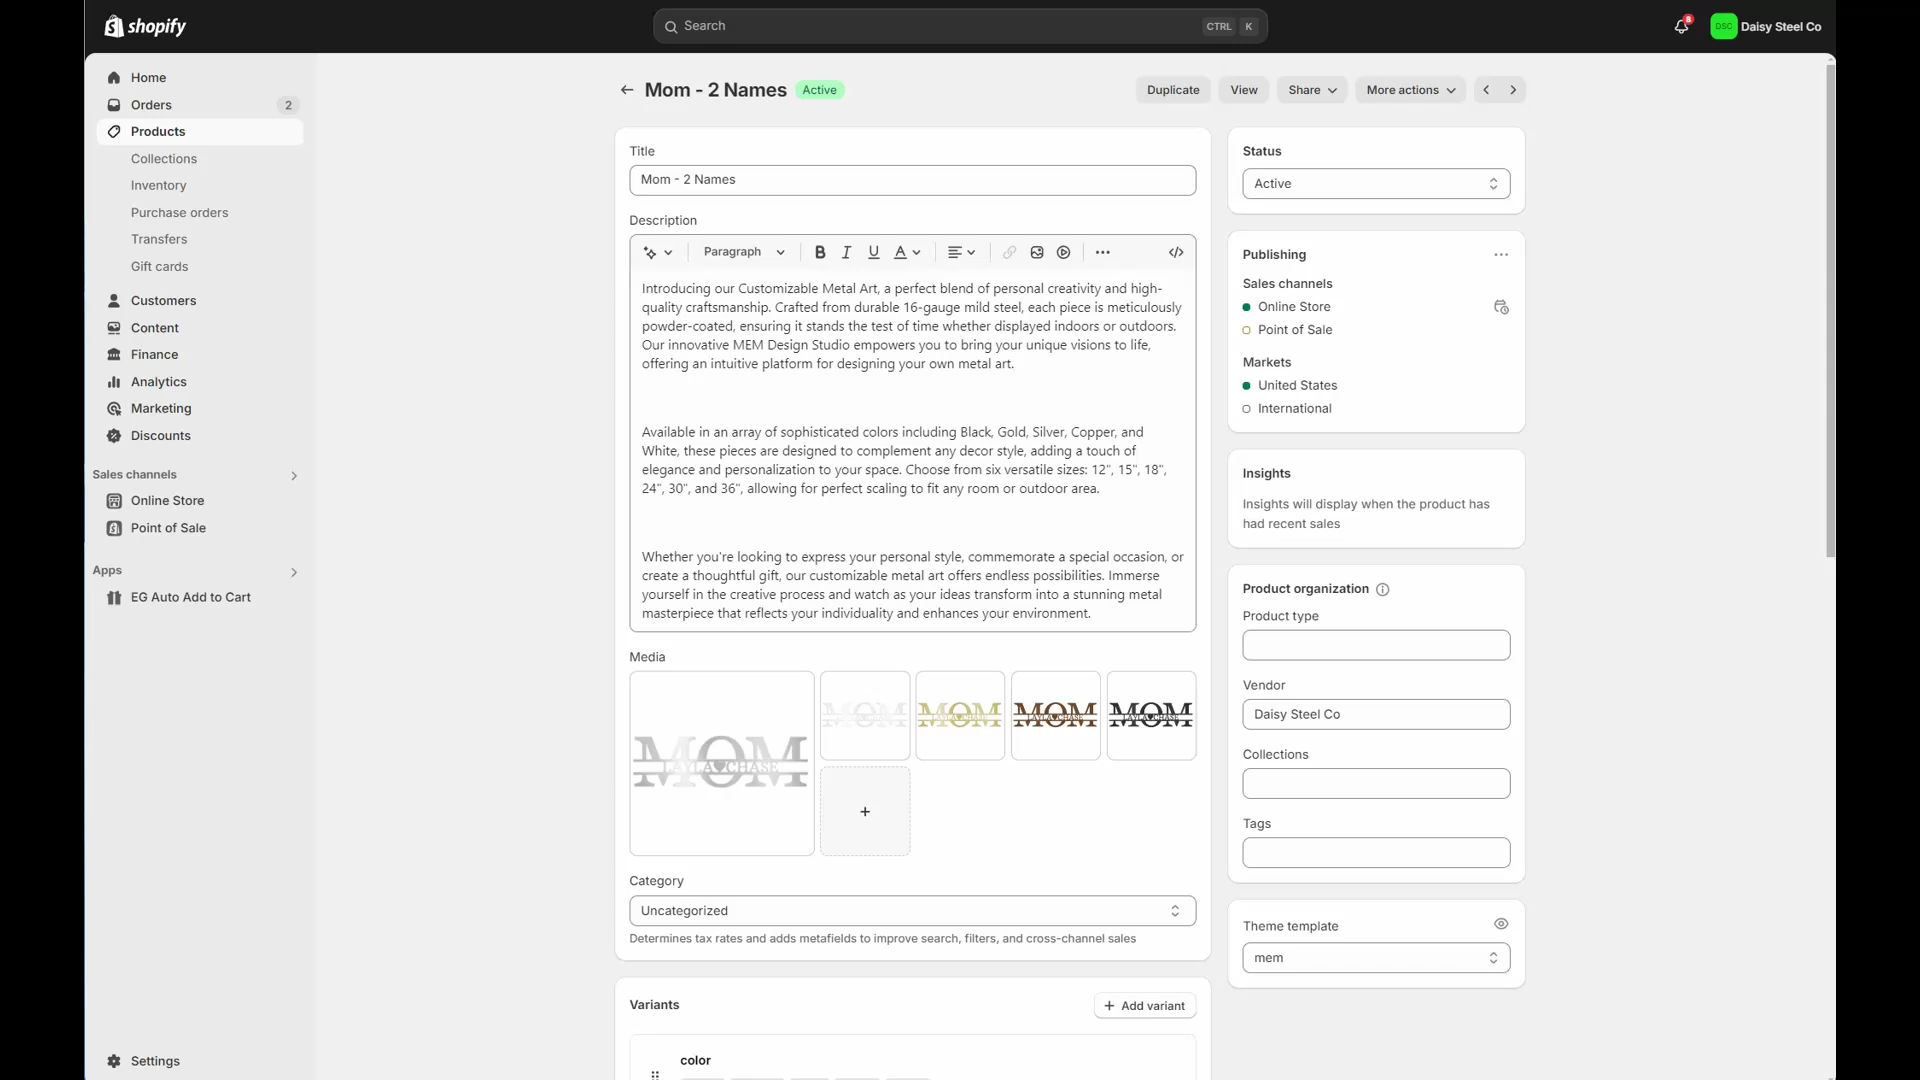 shopify
Search
CTRL K
8
DSC
Daisy Steel Co
Home
Orders
2
Products
Collections
Inventory
Purchase orders
Transfers
Gift cards
Customers
Content
Finance
Analytics
Marketing
Discounts
Sales channels
Online Store
Point of Sale
Apps
EG Auto Add to Cart
Settings
Mom - 2 Names
Active
Duplicate
View
Share
More actions
Title
Mom - 2 Names
Description
Paragraph
Introducing our Customizable Metal Art, a perfect blend of personal creativity and high-
quality craftsmanship. Crafted from durable 16-gauge mild steel, each piece is meticulously
powder-coated, ensuring it stands the test of time whether displayed indoors or outdoors.
Our innovative MEM Design Studio empowers you to bring your unique visions to life,
offering an intuitive platform for designing your own metal art.
Available in an array of sophisticated colors including Black, Gold, Silver, Copper, and
White, these pieces are designed to complement any decor style, adding a touch of
elegance and personalization to your space. Choose from six versatile sizes: 12", 15", 18",
24", 30", and 36", allowing for perfect scaling to fit any room or outdoor area.
Whether you're looking to express your personal style, commemorate a special occasion, or
create a thoughtful gift, our customizable metal art offers endless possibilities. Immerse
yourself in the creative process and watch as your ideas transform into a stunning metal
masterpiece that reflects your individuality and enhances your environment.
Media
MOM
LAYLA CHASE
MOM
LAYLA CHASE
MOM
LAYLA CHASE
MOM
LAYLA CHASE
MOM
LAYLA CHASE
Category
Uncategorized
Determines tax rates and adds metafields to improve search, filters, and cross-channel sales
Variants
Add variant
color
Status
Active
Publishing
Sales channels
Online Store
Point of Sale
Markets
United States
International
Insights
Insights will display when the product has
had recent sales
Product organization
Product type
Vendor
Daisy Steel Co
Collections
Tags
Theme template
mem